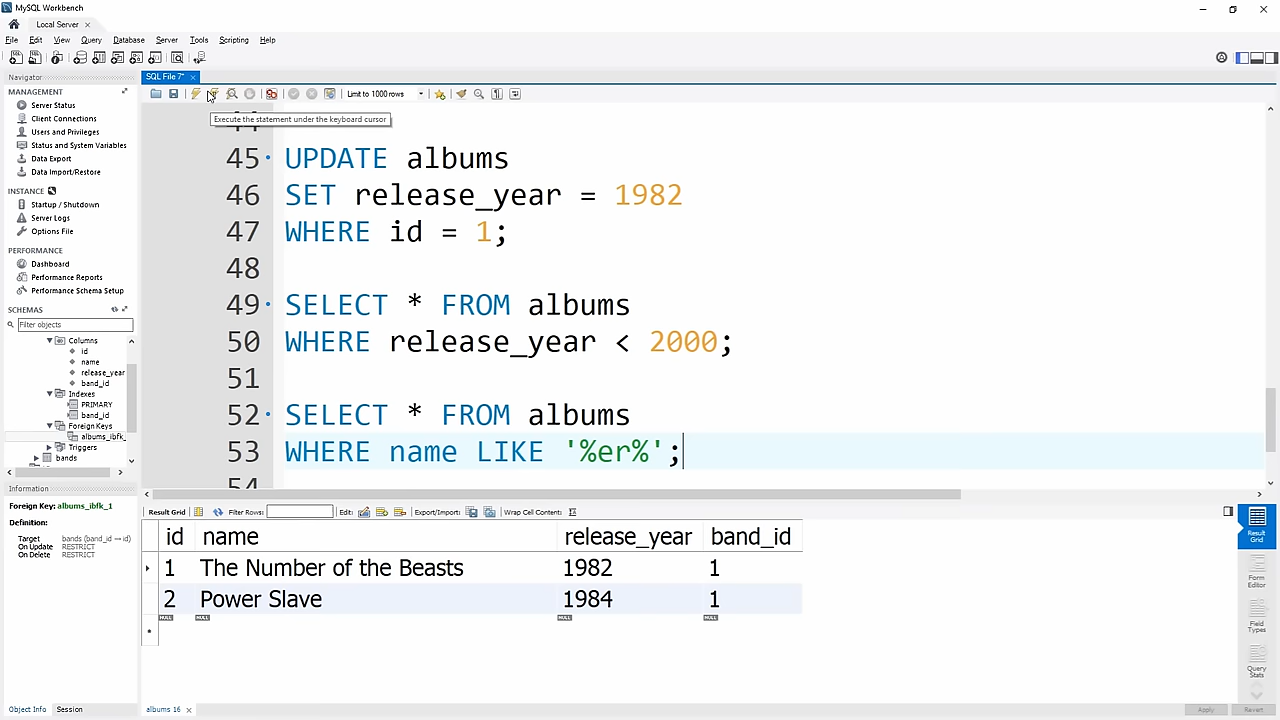 MySQL Workbench
Local Server ×
File Edit View Query Database Server Tools Scripting Help
Navigator
SQL File 7* ×
MANAGEMENT
Server Status
Client Connections
Users and Privileges
Status and System Variables
Data Export
Data Import/Restore
INSTANCE
Startup / Shutdown
Server Logs
Options File
PERFORMANCE
Dashboard
Performance Reports
Performance Schema Setup
SCHEMAS
Filter objects
Columns
id
name
release_year
band_id
Indexes
PRIMARY
band_id
Foreign Keys
albums_ibfk_
Triggers
bands
Information
Foreign Key: albums_ibfk_1
Definition:
Target bands (band_id → id)
On Update RESTRICT
On Delete RESTRICT
Object Info Session
Limit to 1000 rows
Execute the statement under the keyboard cursor
44
45 UPDATE albums
46 SET release_year = 1982
47 WHERE id = 1;
48
49 SELECT * FROM albums
50 WHERE release_year < 2000;
51
52 SELECT * FROM albums
53 WHERE name LIKE '%er%';
54
Result Grid Filter Rows: Edit: Export/Import: Wrap Cell Content:
id name release_year band_id
1 The Number of the Beasts 1982 1
2 Power Slave 1984 1
NULL NULL NULL NULL
Result Grid
Form Editor
Field Types
Query Stats
albums 16 ×
Apply Revert